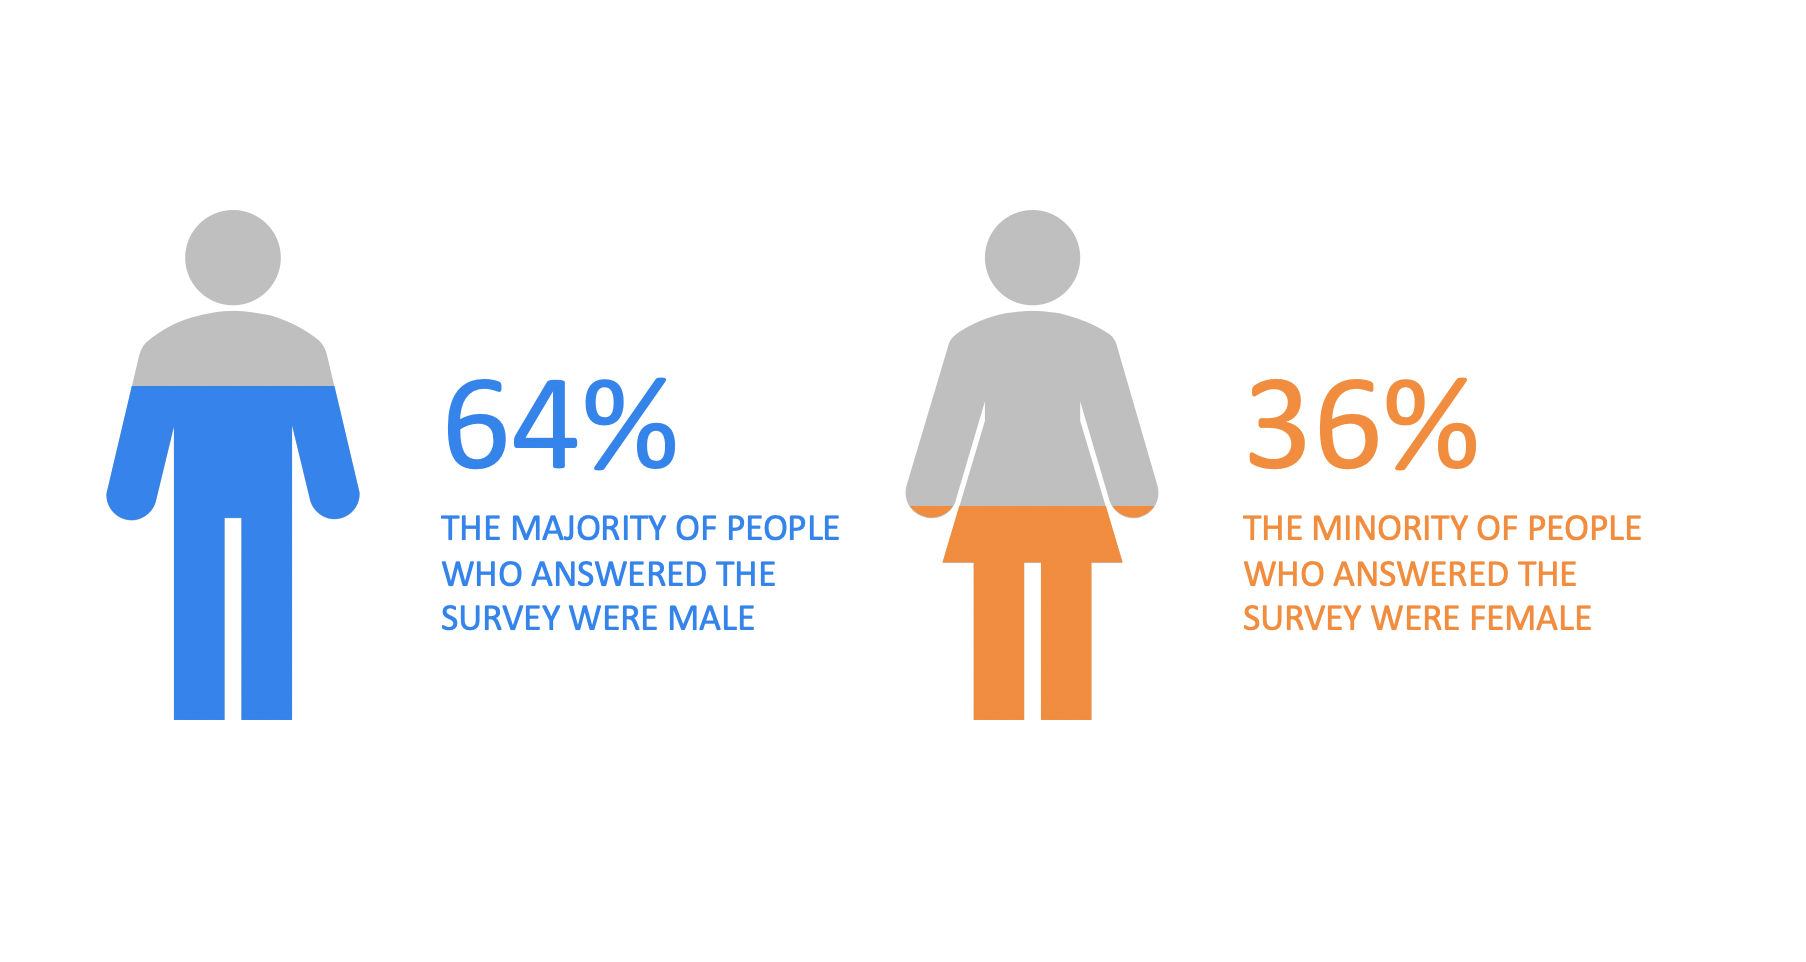 64%
THE MAJORITY OF PEOPLE
WHO ANSWERED THE
SURVEY WERE MALE
36%
THE MINORITY OF PEOPLE
WHO ANSWERED THE
SURVEY WERE FEMALE